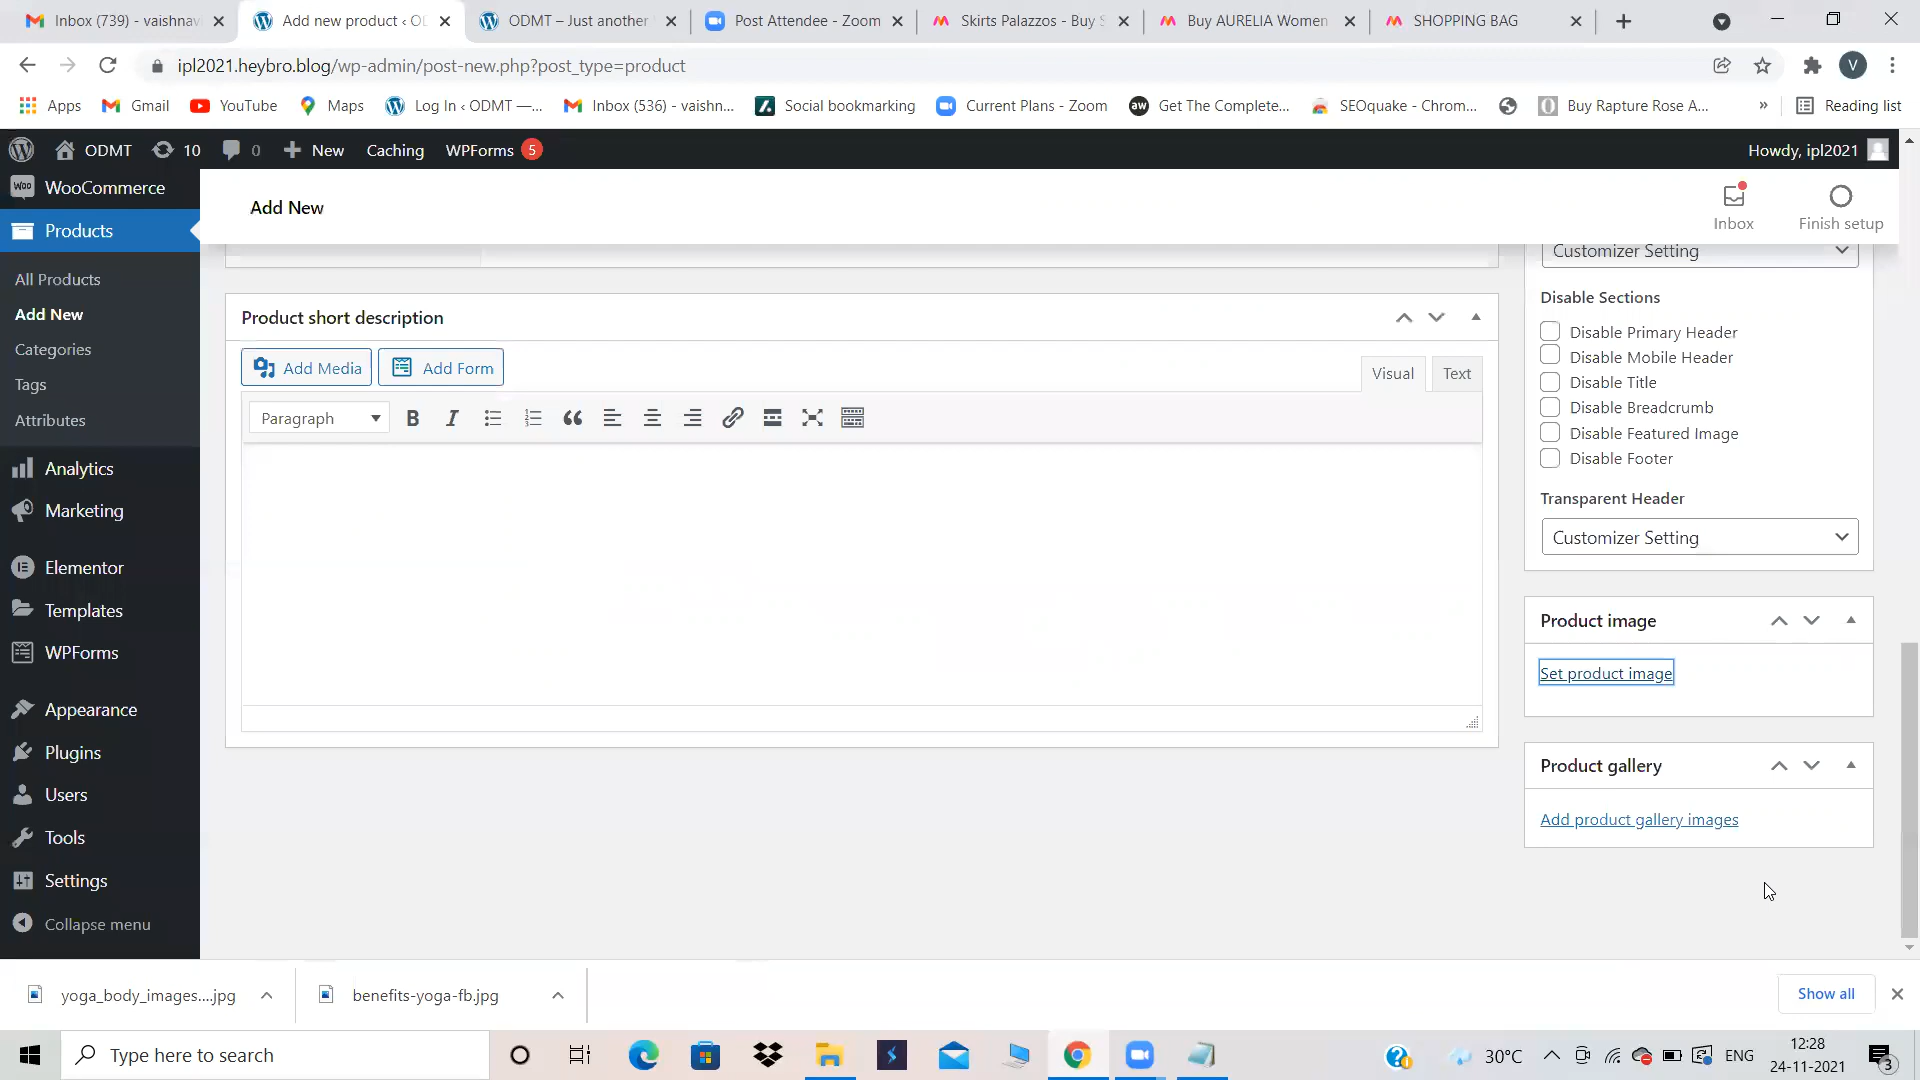 Inbox (739) - vaishnav
Add new product ‹ OD
ODMT – Just another
Post Attendee - Zoom
Skirts Palazzos - Buy S
Buy AURELIA Women
SHOPPING BAG
ipl2021.heybro.blog/wp-admin/post-new.php?post_type=product
V
Apps
Gmail
YouTube
Maps
Log In ‹ ODMT —...
Inbox (536) - vaishn...
Social bookmarking
Current Plans - Zoom
aw
Get The Complete...
SEOquake - Chrom...
Buy Rapture Rose A...
»
Reading list
ODMT
10
0
New
Caching
WPForms 5
Howdy, ipl2021
WooCommerce
Products
All Products
Add New
Categories
Tags
Attributes
Analytics
Marketing
Elementor
Templates
WPForms
Appearance
Plugins
Users
Tools
Settings
Collapse menu
Add New
Inbox
Finish setup
Product short description
Add Media
Add Form
Visual
Text
Paragraph
Customizer Setting
Disable Sections
Disable Primary Header
Disable Mobile Header
Disable Title
Disable Breadcrumb
Disable Featured Image
Disable Footer
Transparent Header
Customizer Setting
Product image
Set product image
Product gallery
Add product gallery images
yoga_body_images....jpg
benefits-yoga-fb.jpg
Show all
Type here to search
30°C
ENG
12:28
24-11-2021
3